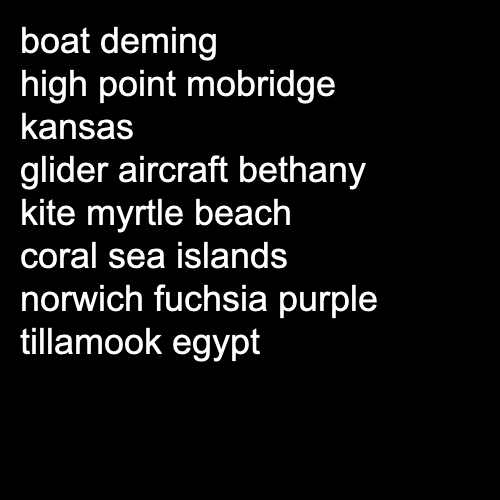 boat deming
high point mobridge
kansas
glider aircraft bethany
kite myrtle beach
coral sea islands
norwich fuchsia purple
tillamook egypt